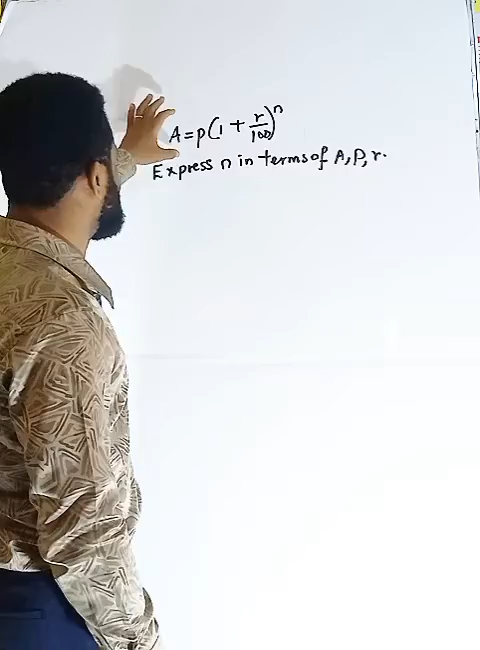 A=p(1+r/100)^n
Express n in terms of A, P, r.